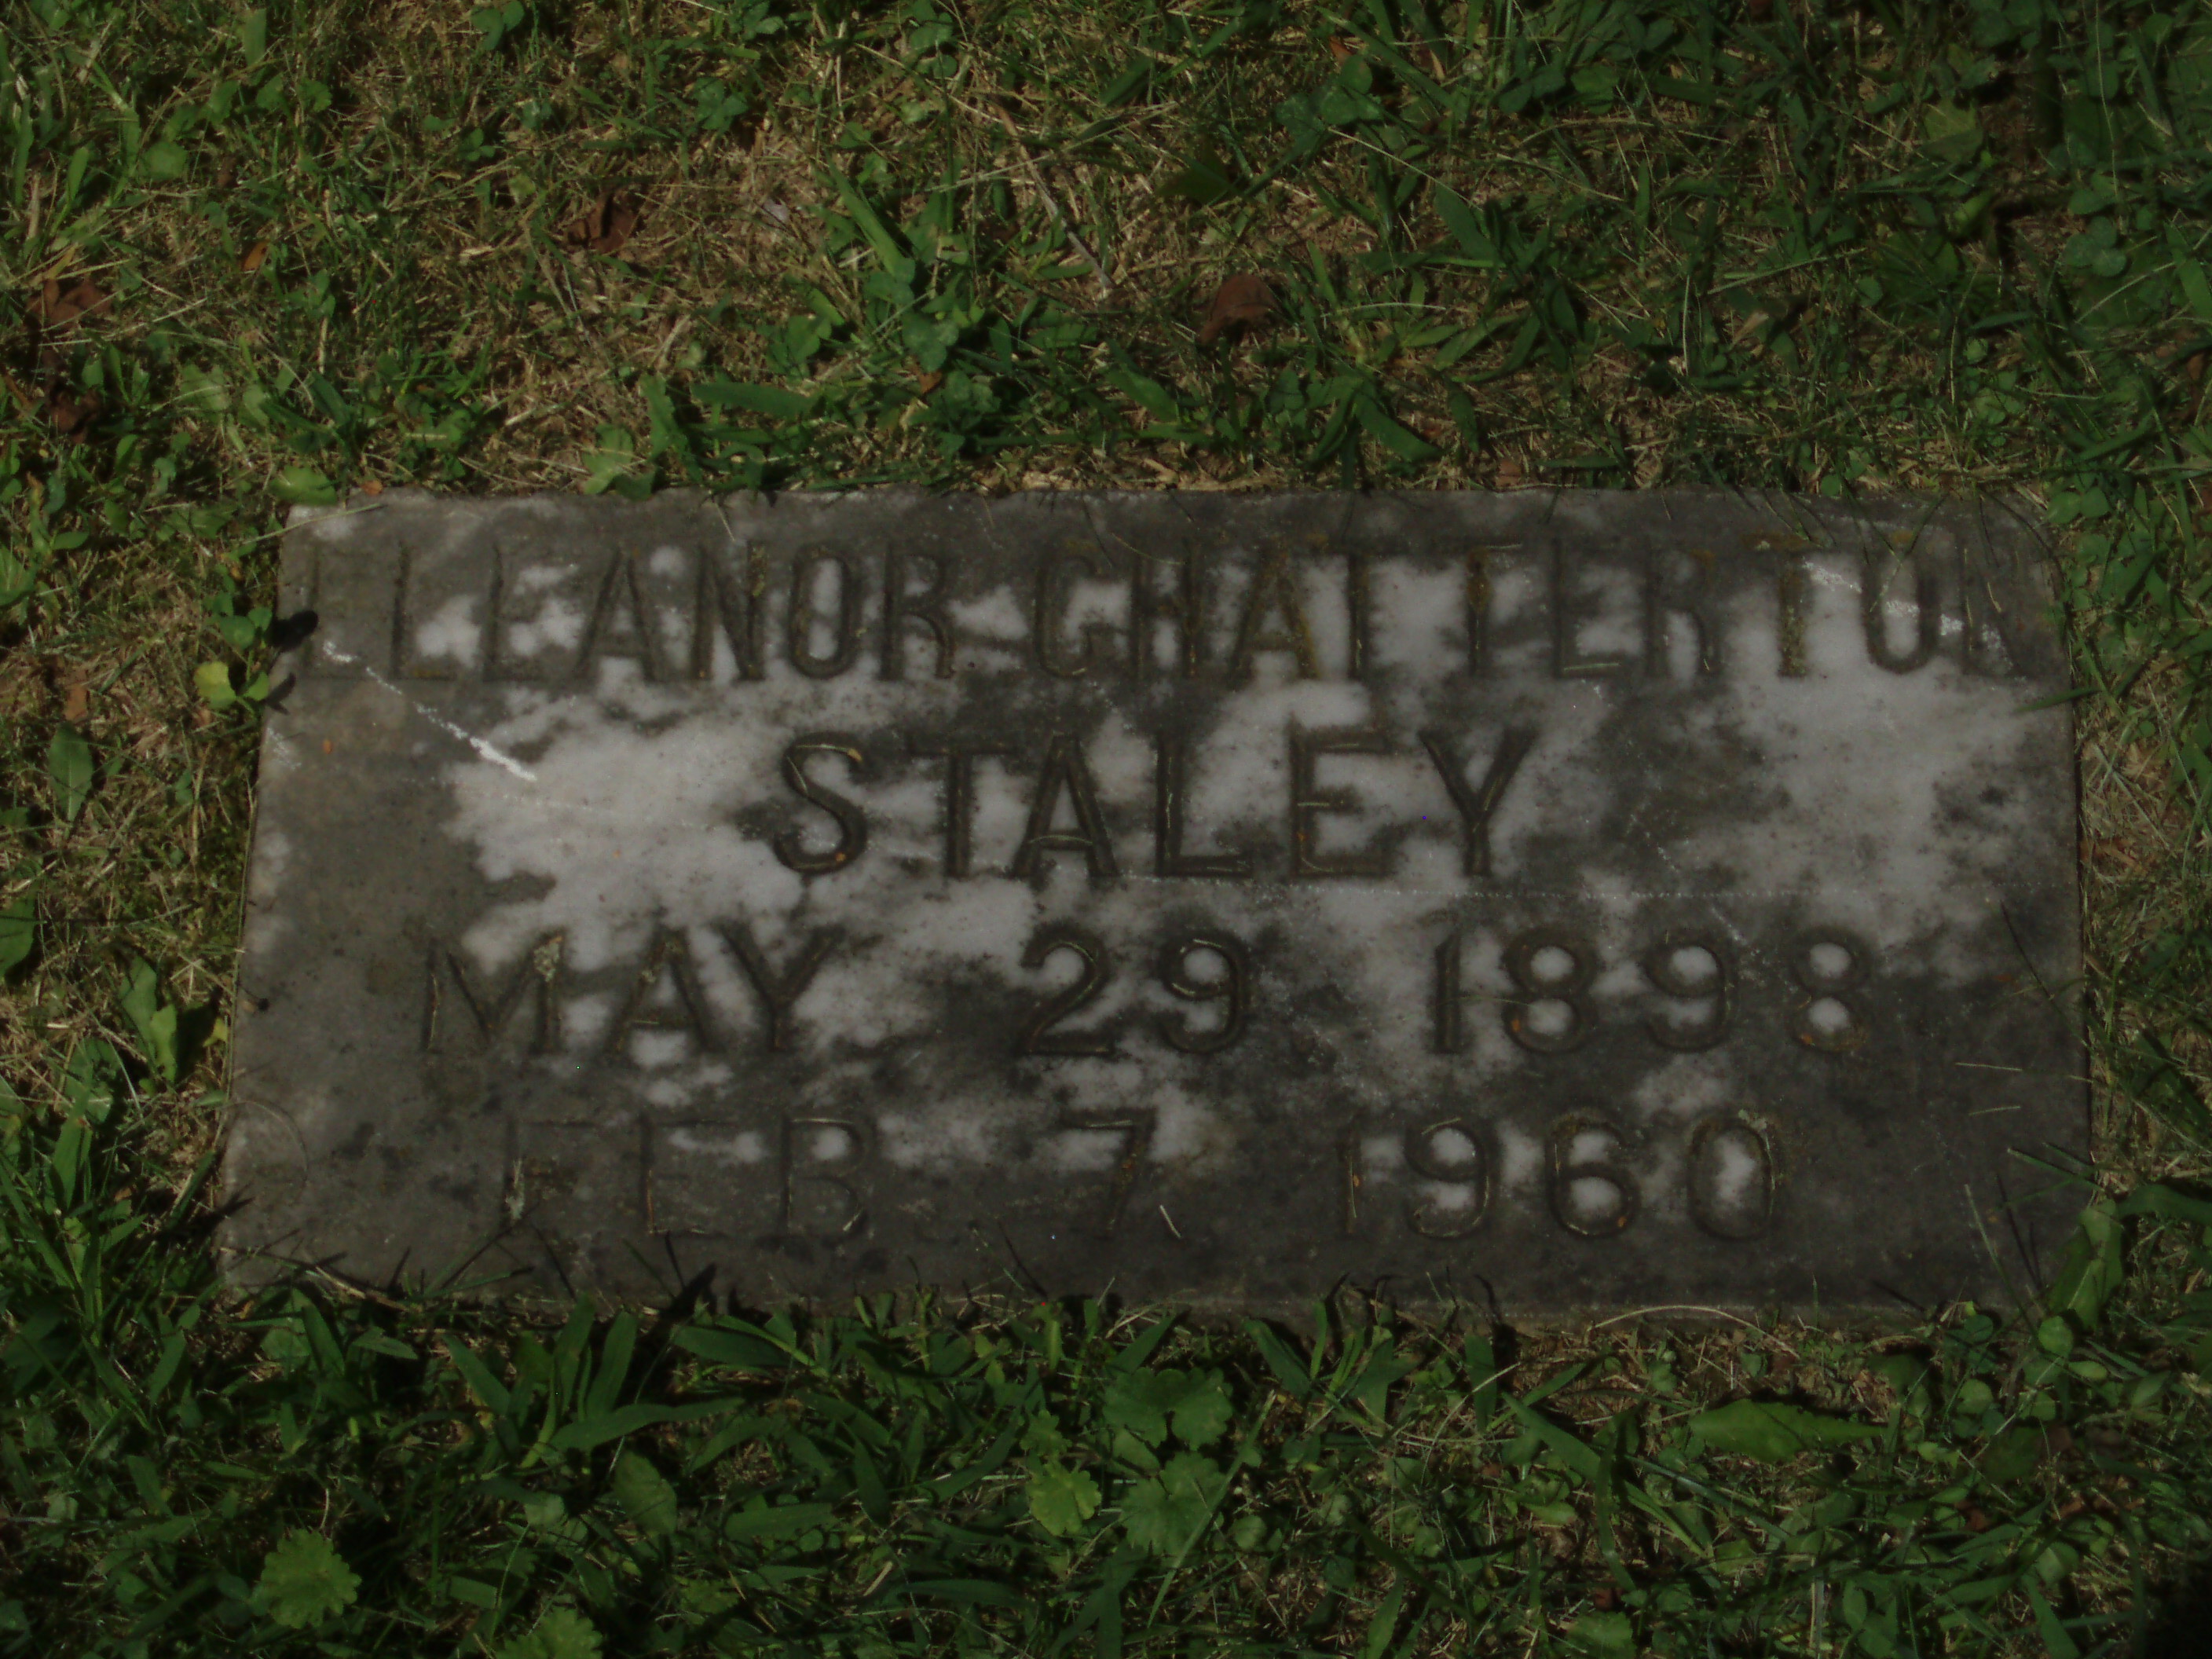 ELEANOR CHATTERTON
STALEY
MAY 29 1898
FEB 7 1960